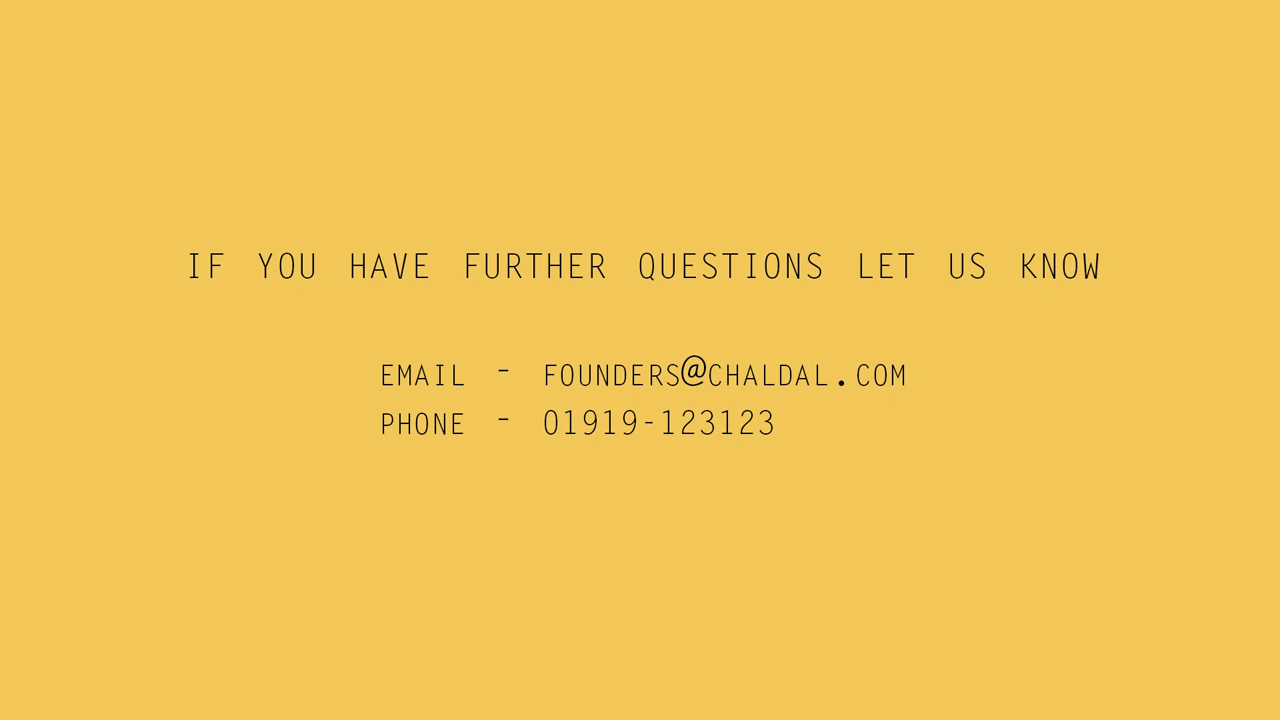 IF YOU HAVE FURTHER QUESTIONS LET US KNOW
EMAIL - FOUNDERS@CHALDAL.COM
PHONE - 01919-123123